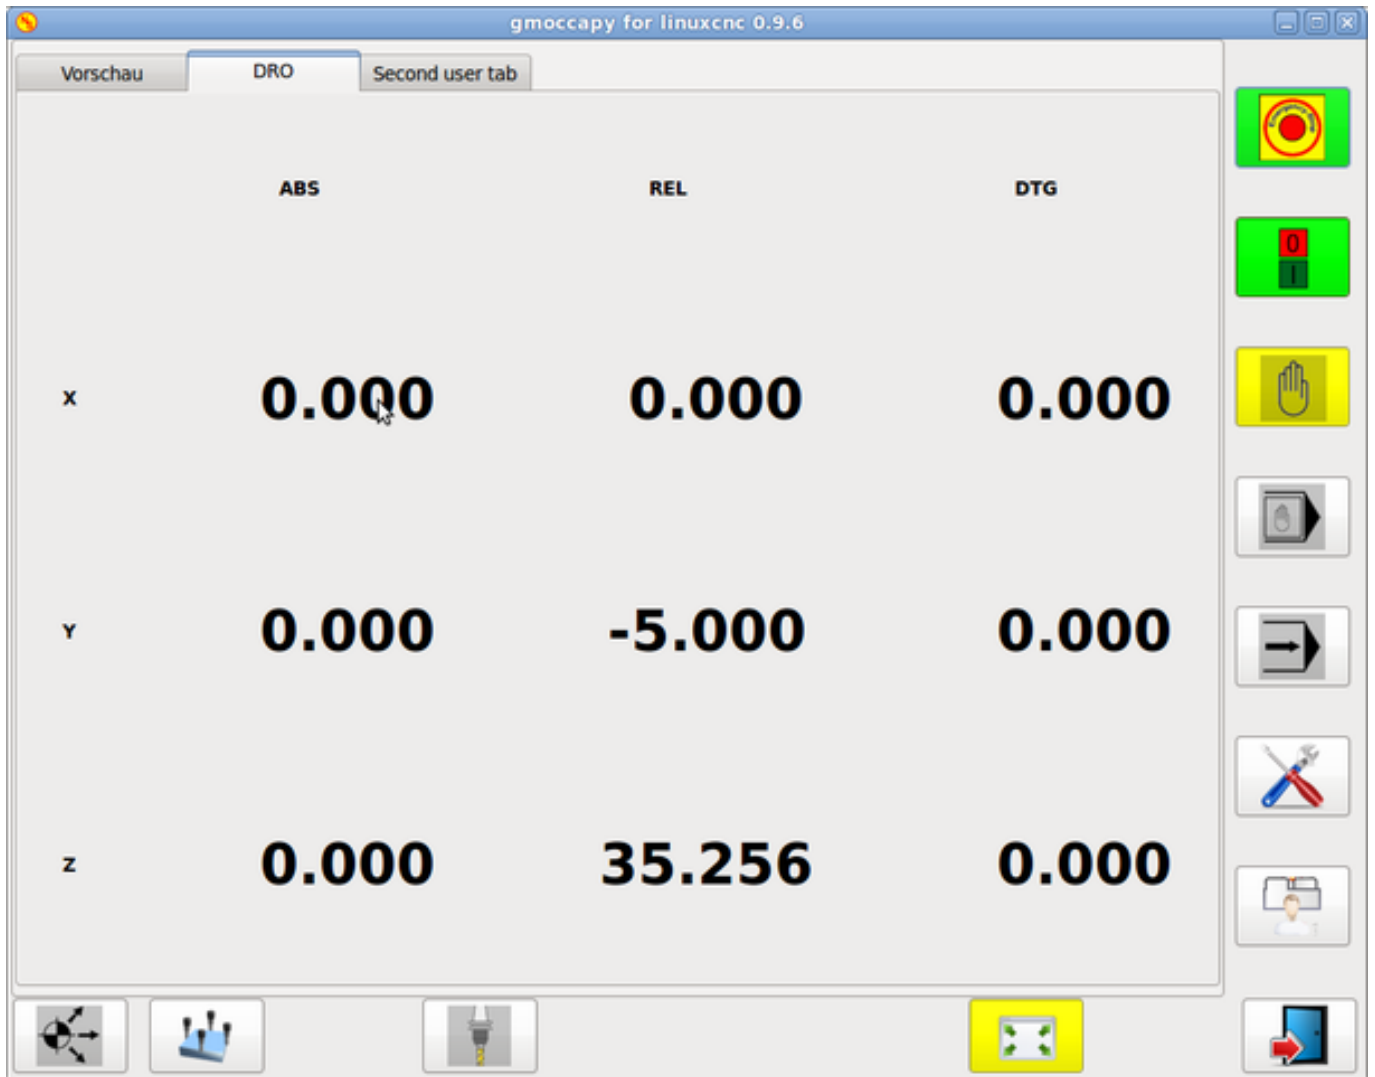 gmoccapy for linuxcnc 0.9.6
Vorschau DRO Second user tab
ABS REL DTG
0
I
X 0.000 0.000 0.000
Y 0.000 -5.000 0.000
Z 0.000 35.256 0.000